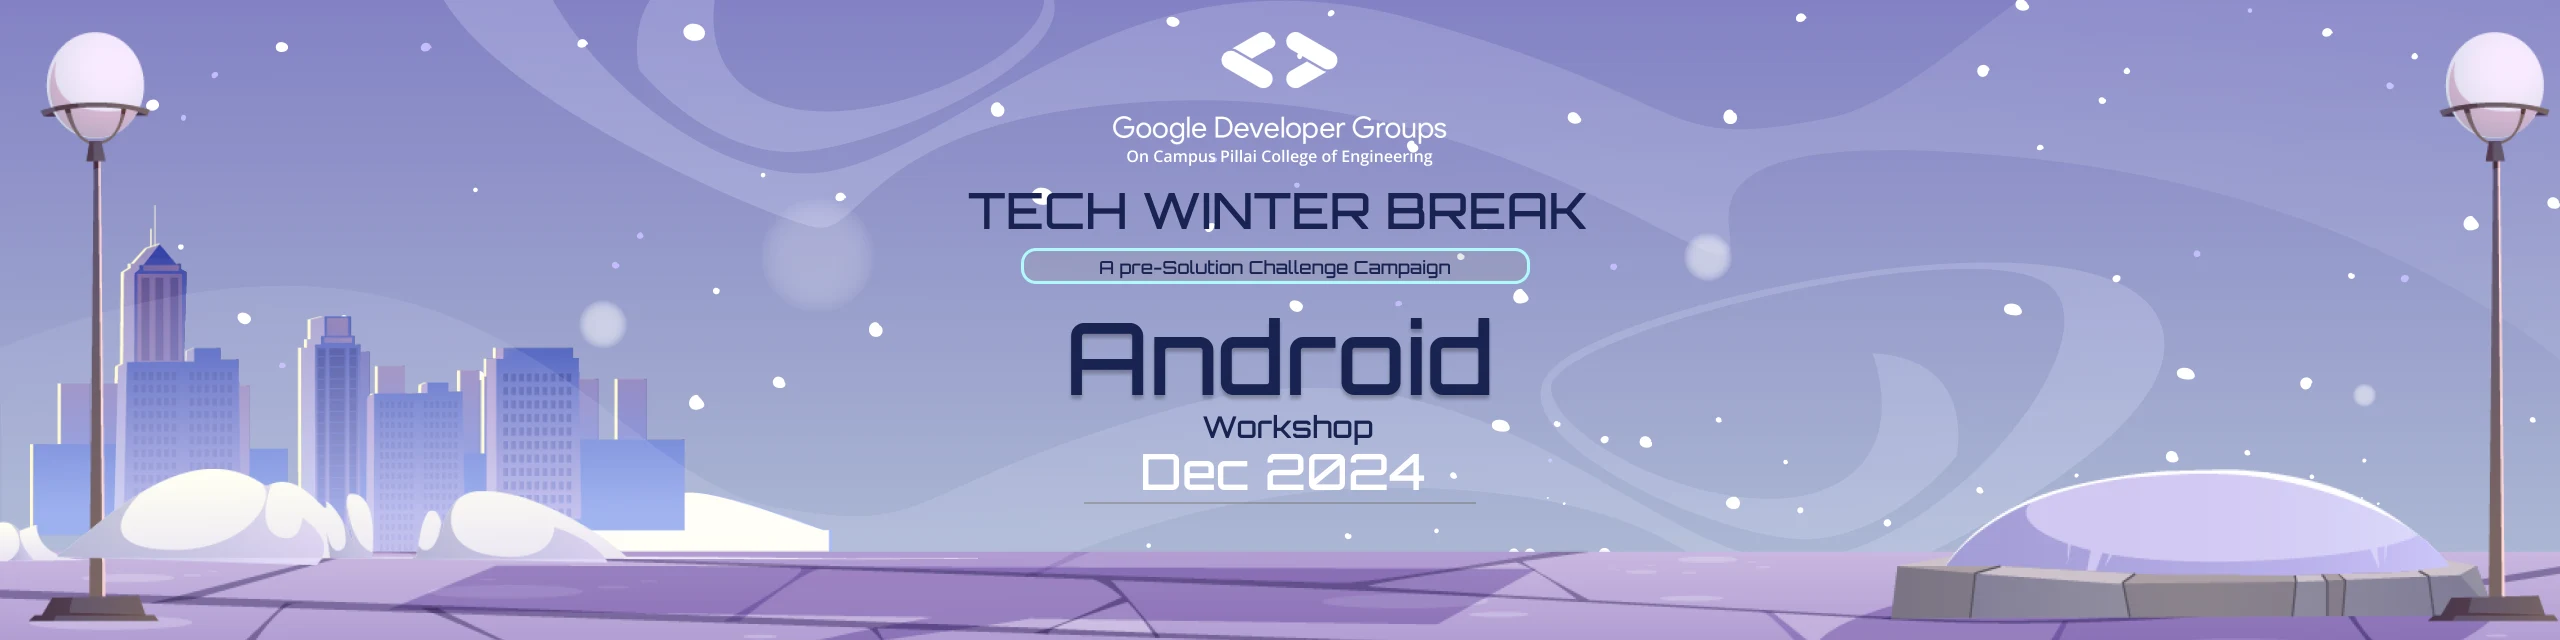 Google Developer Groups
On Campus Pillai College of Engineering
TECH WINTER BREAK
A pre-Solution Challenge Campaign
Android
Workshop
Dec 2024